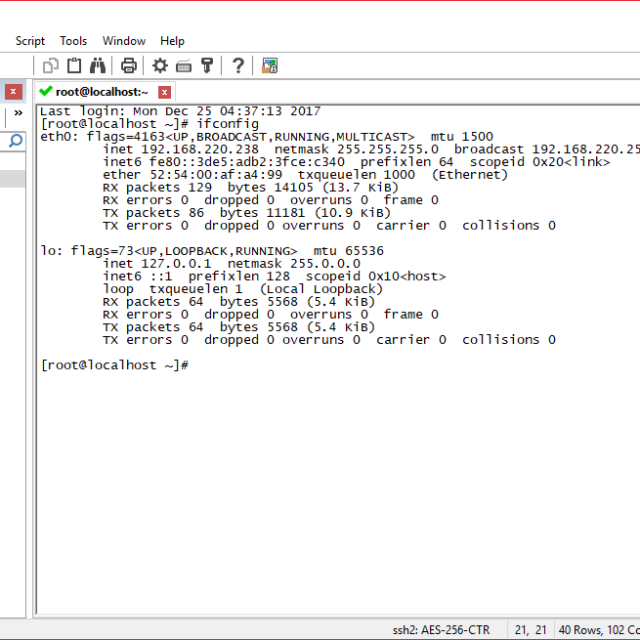 Script Tools Window Help
root@localhost:~
Last login: Mon Dec 25 04:37:13 2017
[root@localhost ~]# ifconfig
eth0: flags=4163<UP,BROADCAST,RUNNING,MULTICAST>  mtu 1500
        inet 192.168.220.238  netmask 255.255.255.0  broadcast 192.168.220.25
        inet6 fe80::3de5:adb2:3fce:c340  prefixlen 64  scopeid 0x20<link>
        ether 52:54:00:af:a4:99  txqueuelen 1000  (Ethernet)
        RX packets 129  bytes 14105 (13.7 KiB)
        RX errors 0  dropped 0  overruns 0  frame 0
        TX packets 86  bytes 11181 (10.9 KiB)
        TX errors 0  dropped 0 overruns 0  carrier 0  collisions 0
lo: flags=73<UP,LOOPBACK,RUNNING>  mtu 65536
        inet 127.0.0.1  netmask 255.0.0.0
        inet6 ::1  prefixlen 128  scopeid 0x10<host>
        loop  txqueuelen 1  (Local Loopback)
        RX packets 64  bytes 5568 (5.4 KiB)
        RX errors 0  dropped 0  overruns 0  frame 0
        TX packets 64  bytes 5568 (5.4 KiB)
        TX errors 0  dropped 0 overruns 0  carrier 0  collisions 0
[root@localhost ~]#
ssh2: AES-256-CTR 21, 21 40 Rows, 102 Co